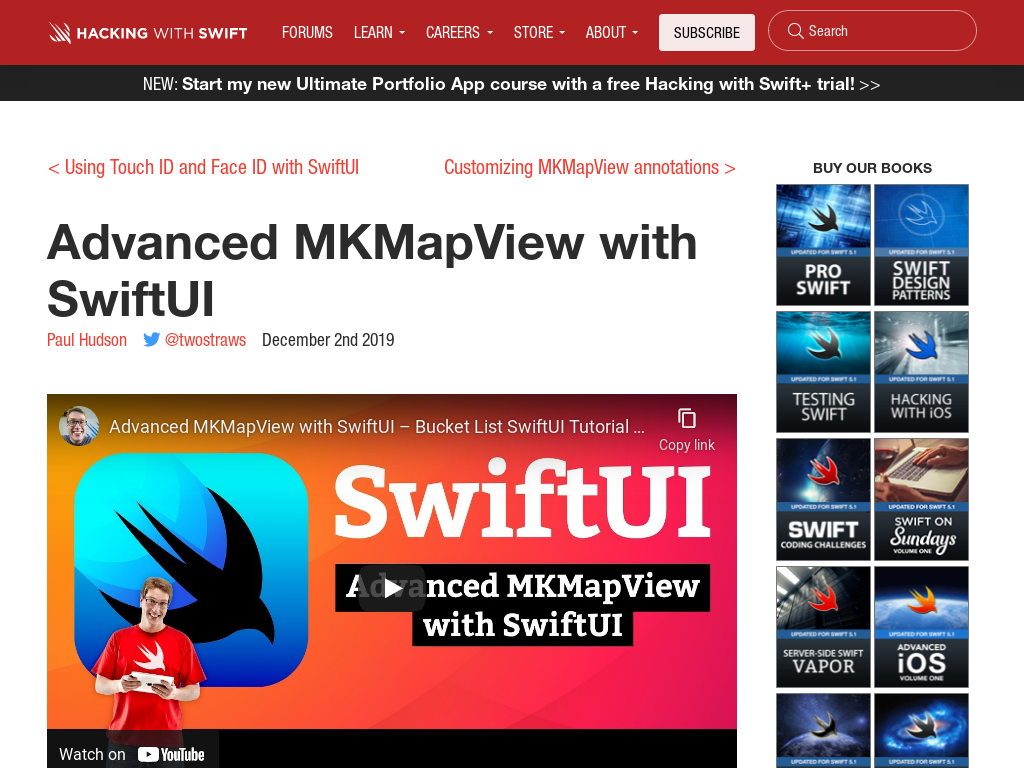 HACKING WITH SWIFT
FORUMS
LEARN
CAREERS
STORE
ABOUT
SUBSCRIBE
Search
NEW: Start my new Ultimate Portfolio App course with a free Hacking with Swift+ trial! >>
< Using Touch ID and Face ID with SwiftUI
Customizing MKMapView annotations >
Advanced MKMapView with
SwiftUI
Paul Hudson
@twostraws
December 2nd 2019
Advanced MKMapView with SwiftUI – Bucket List SwiftUI Tutorial ...
Copy link
SwiftUI
Advanced MKMapView
with SwiftUI
Watch on YouTube
BUY OUR BOOKS
UPDATED FOR SWIFT 5.1
PRO
SWIFT
UPDATED FOR SWIFT 5.1
SWIFT
DESIGN
PATTERNS
UPDATED FOR SWIFT 5.1
TESTING
SWIFT
UPDATED FOR SWIFT 5.1
HACKING
WITH iOS
UPDATED FOR SWIFT 5.1
SWIFT
CODING CHALLENGES
UPDATED FOR SWIFT 5.1
SWIFT ON
Sundays
VOLUME ONE
UPDATED FOR SWIFT 5.1
SERVER-SIDE SWIFT
VAPOR
UPDATED FOR SWIFT 5.1
ADVANCED
iOS
VOLUME ONE
UPDATED FOR SWIFT 5.1
UPDATED FOR SWIFT 5.1